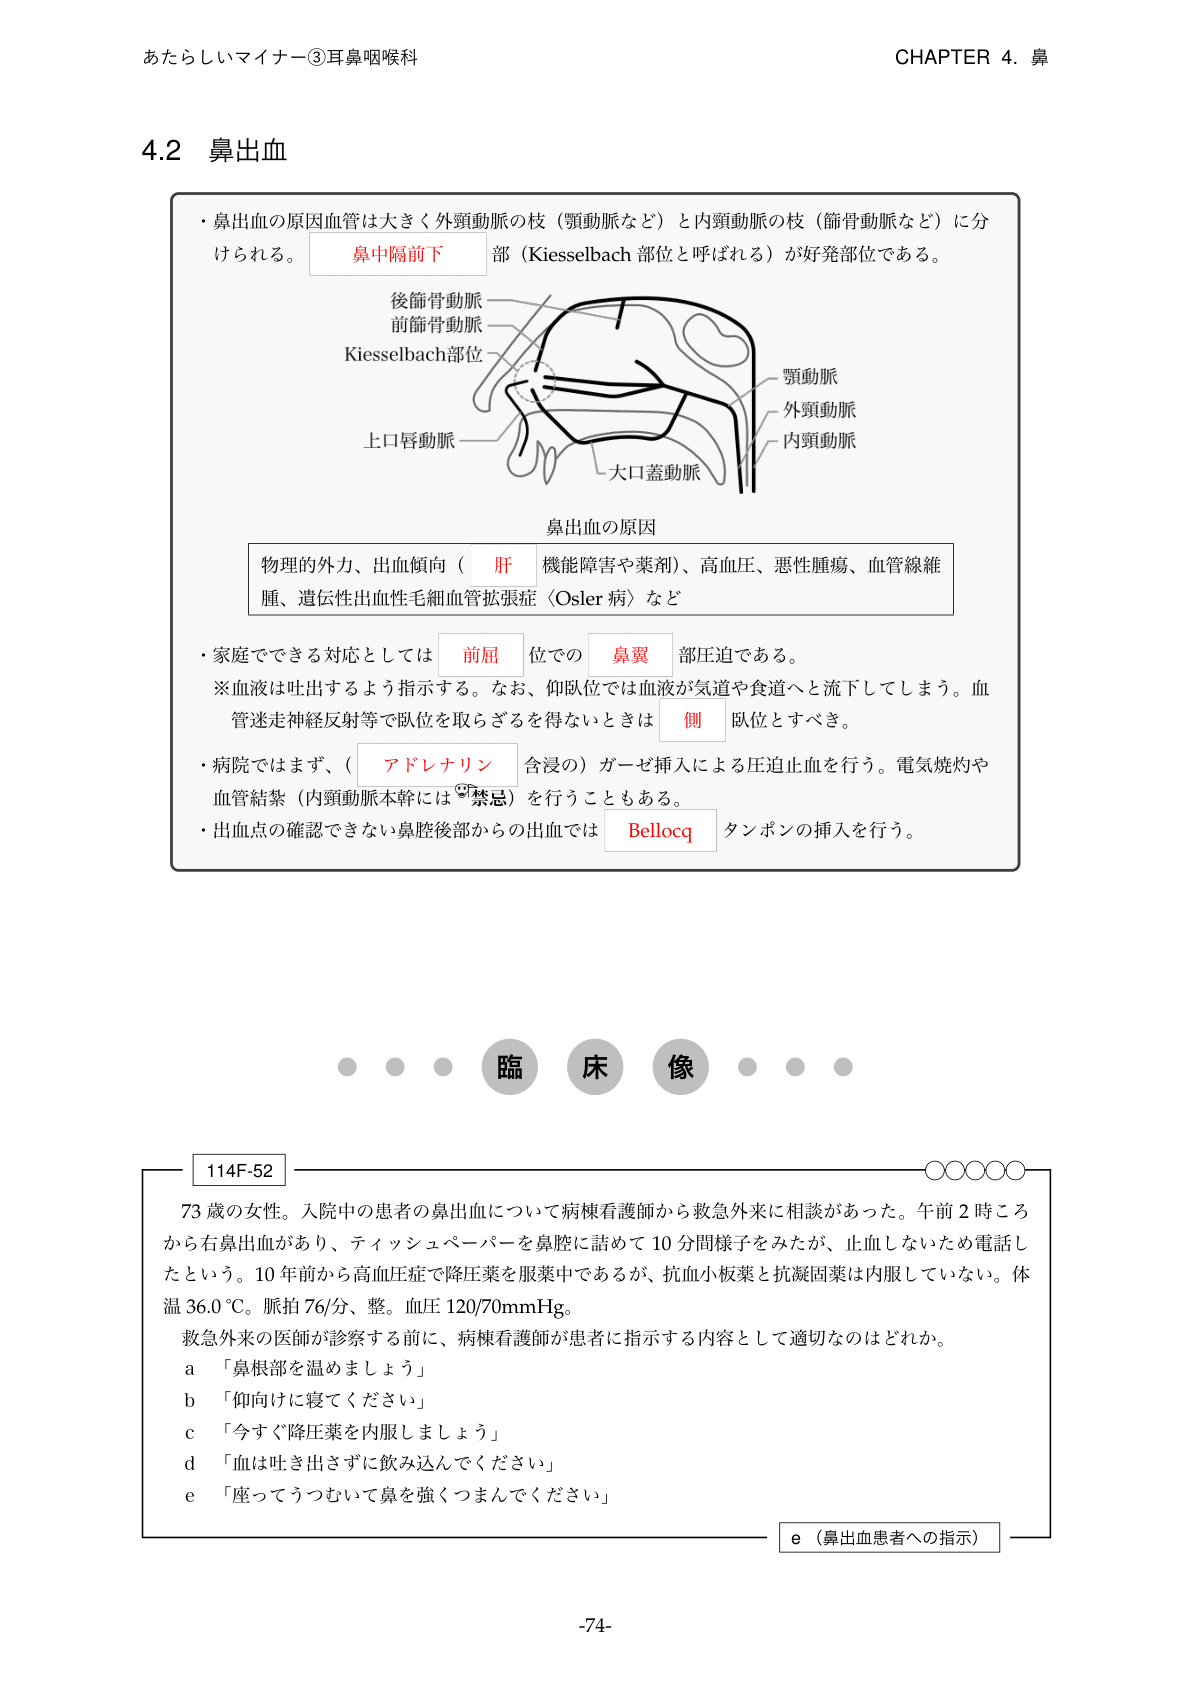 あたらしいマイナー③耳鼻咽喉科
CHAPTER 4. 鼻
4.2 鼻出血
・鼻出血の原因血管は大きく外頸動脈の枝（顎動脈など）と内頸動脈の枝（篩骨動脈など）に分
けられる。 鼻中隔前下 部（Kiesselbach 部位と呼ばれる）が好発部位である。
後篩骨動脈
前篩骨動脈
Kiesselbach部位
顎動脈
外頸動脈
上口唇動脈
内頸動脈
大口蓋動脈
鼻出血の原因
物理的外力、出血傾向（ 肝 機能障害や薬剤）、高血圧、悪性腫瘍、血管線維
腫、遺伝性出血性毛細血管拡張症〈Osler 病〉など
・家庭でできる対応としては 前屈 位での 鼻翼 部圧迫である。
※血液は吐出するよう指示する。なお、仰臥位では血液が気道や食道へと流下してしまう。血
管迷走神経反射等で臥位を取らざるを得ないときは 側 臥位とすべき。
・病院ではまず、（ アドレナリン 含浸の）ガーゼ挿入による圧迫止血を行う。電気焼灼や
血管結紮（内頸動脈本幹には禁忌）を行うこともある。
・出血点の確認できない鼻腔後部からの出血では Bellocq タンポンの挿入を行う。
臨 床 像
114F-52
73 歳の女性。入院中の患者の鼻出血について病棟看護師から救急外来に相談があった。午前 2 時ころ
から右鼻出血があり、ティッシュペーパーを鼻腔に詰めて 10 分間様子をみたが、止血しないため電話し
たという。10 年前から高血圧症で降圧薬を服薬中であるが、抗血小板薬と抗凝固薬は内服していない。体
温 36.0 ℃。脈拍 76/分、整。血圧 120/70mmHg。
救急外来の医師が診察する前に、病棟看護師が患者に指示する内容として適切なのはどれか。
a 「鼻根部を温めましょう」
b 「仰向けに寝てください」
c 「今すぐ降圧薬を内服しましょう」
d 「血は吐き出さずに飲み込んでください」
e 「座ってうつむいて鼻を強くつまんでください」
e （鼻出血患者への指示）
-74-